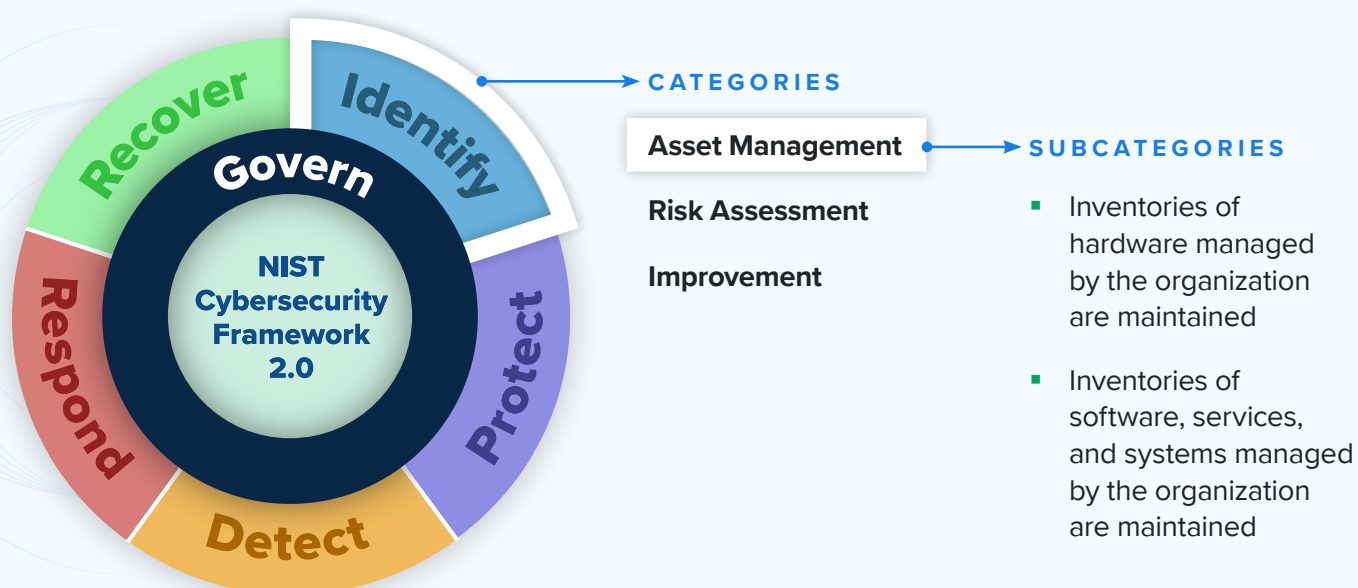 Recover
Identify
Govern
Respond
Protect
Detect
NIST
Cybersecurity
Framework
2.0
CATEGORIES
Asset Management
Risk Assessment
Improvement
SUBCATEGORIES
▪ Inventories of
hardware managed
by the organization
are maintained
▪ Inventories of
software, services,
and systems managed
by the organization
are maintained